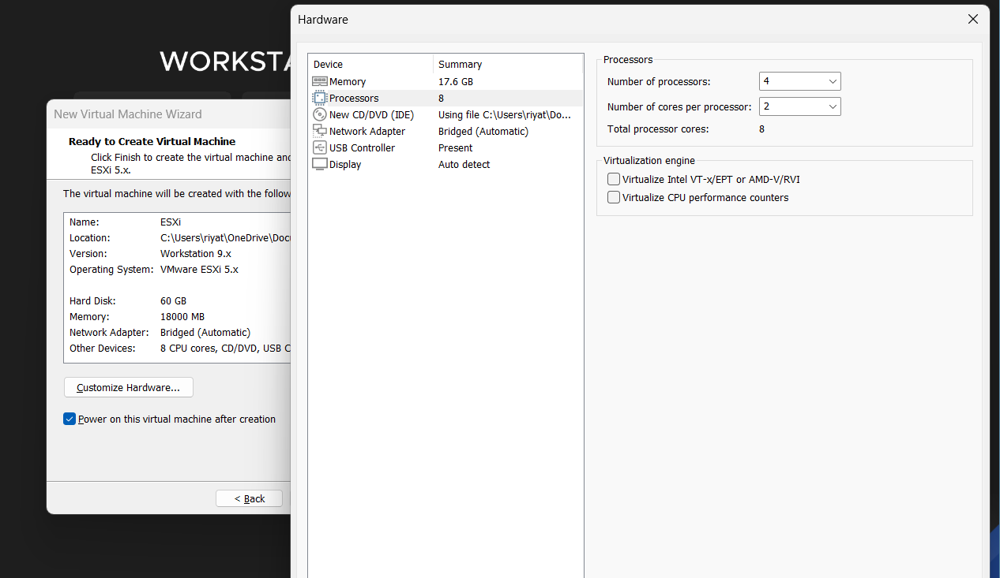 WORKSTA
New Virtual Machine Wizard
Ready to Create Virtual Machine
Click Finish to create the virtual machine and
ESXi 5.x.
The virtual machine will be created with the follow
Name: ESXi
Location: C:\Users\riyat\OneDrive\Docu
Version: Workstation 9.x
Operating System: VMware ESXi 5.x
Hard Disk: 60 GB
Memory: 18000 MB
Network Adapter: Bridged (Automatic)
Other Devices: 8 CPU cores, CD/DVD, USB C
Customize Hardware...
Power on this virtual machine after creation
< Back
Hardware
Device Summary
Memory 17.6 GB
Processors 8
New CD/DVD (IDE) Using file C:\Users\riyat\Do...
Network Adapter Bridged (Automatic)
USB Controller Present
Display Auto detect
Processors
Number of processors: 4
Number of cores per processor: 2
Total processor cores: 8
Virtualization engine
Virtualize Intel VT-x/EPT or AMD-V/RVI
Virtualize CPU performance counters